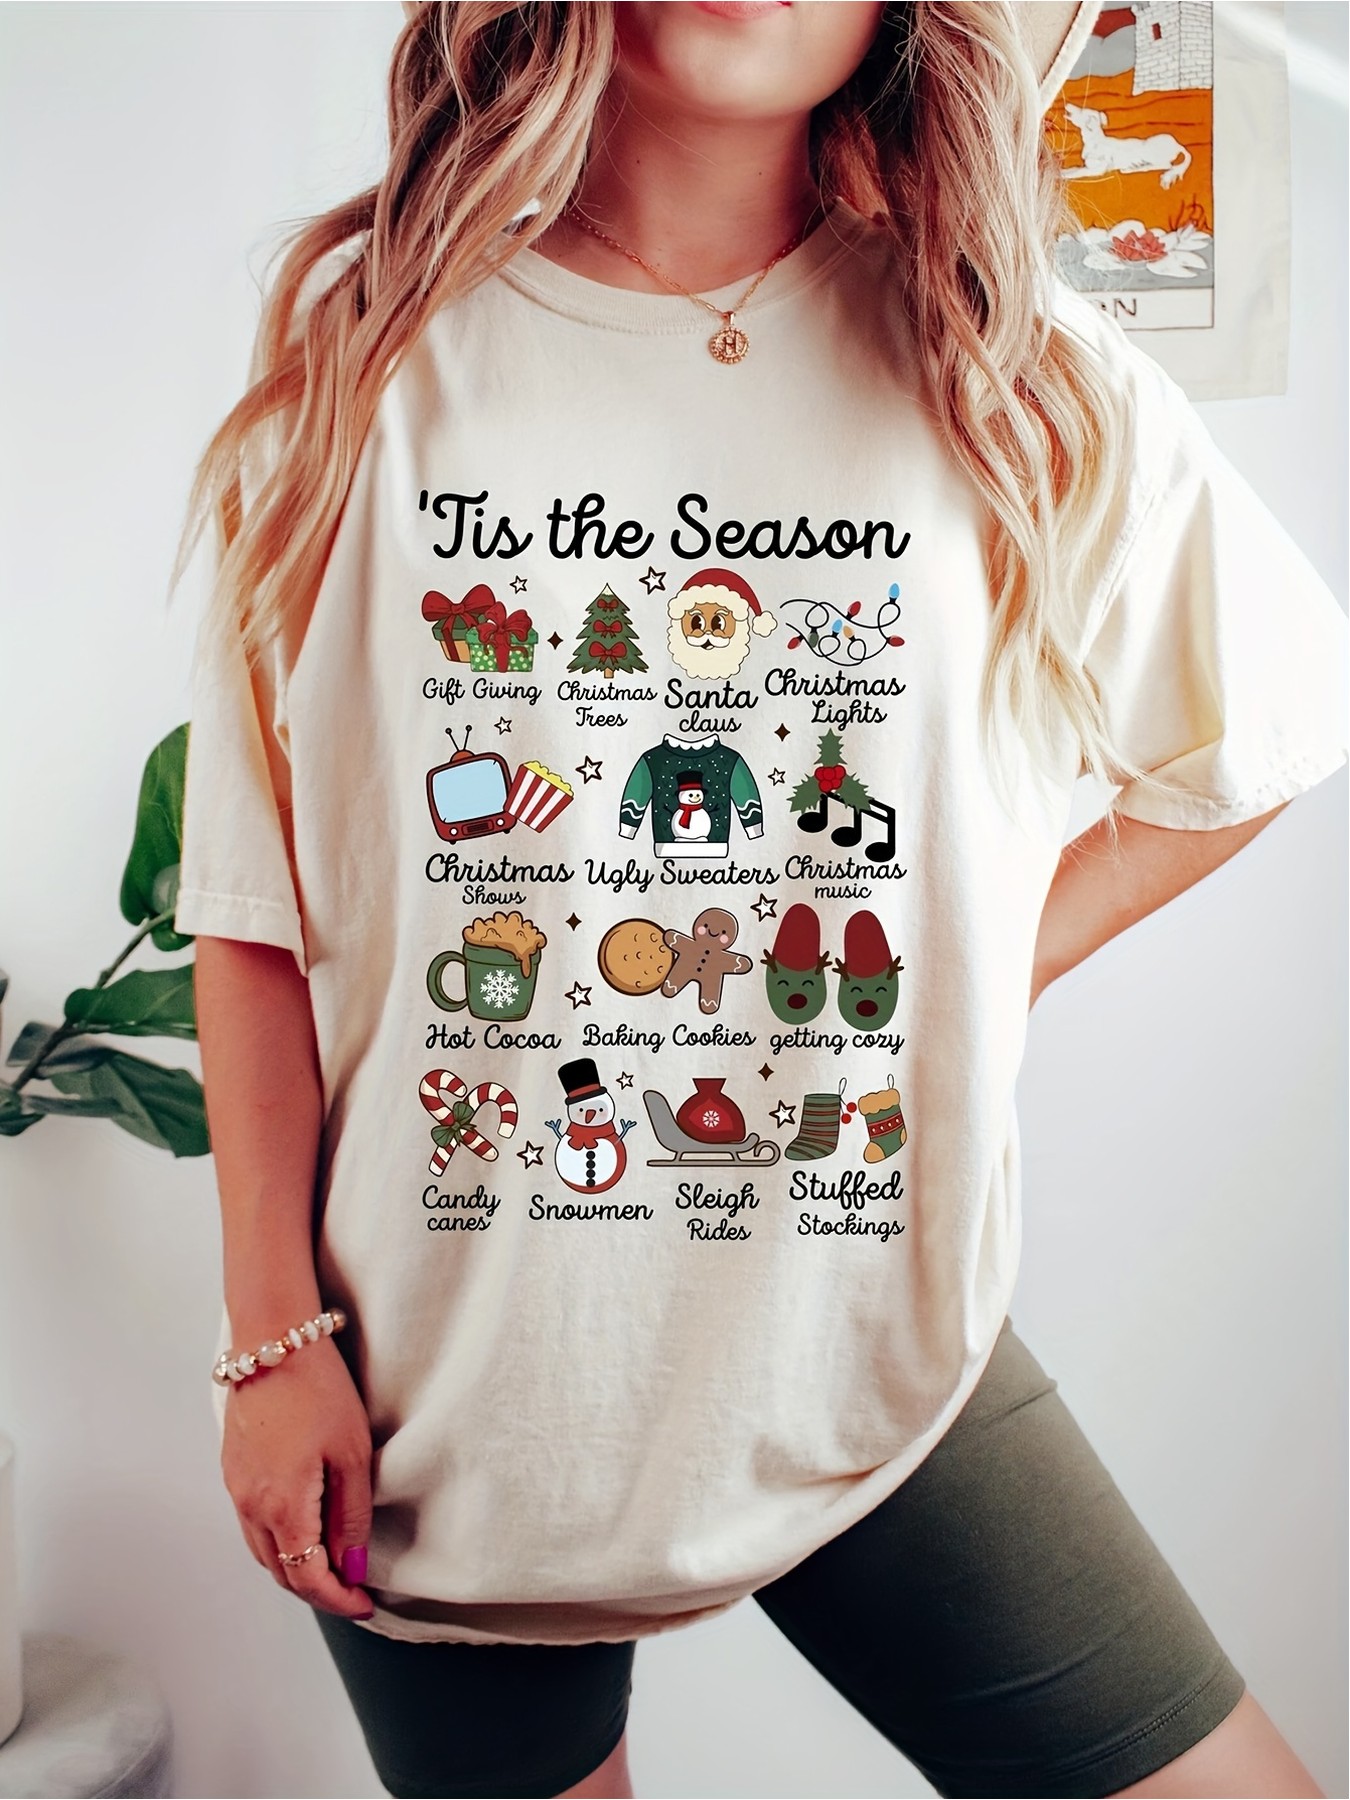 'Tis the Season
Gift Giving
Christmas
Trees
Santa
claus
Christmas
Lights
Christmas
Shows
Ugly Sweaters
Christmas
music
Hot Cocoa
Baking Cookies
getting cozy
Candy
canes
Snowmen
Sleigh
Rides
Stuffed
Stockings
H